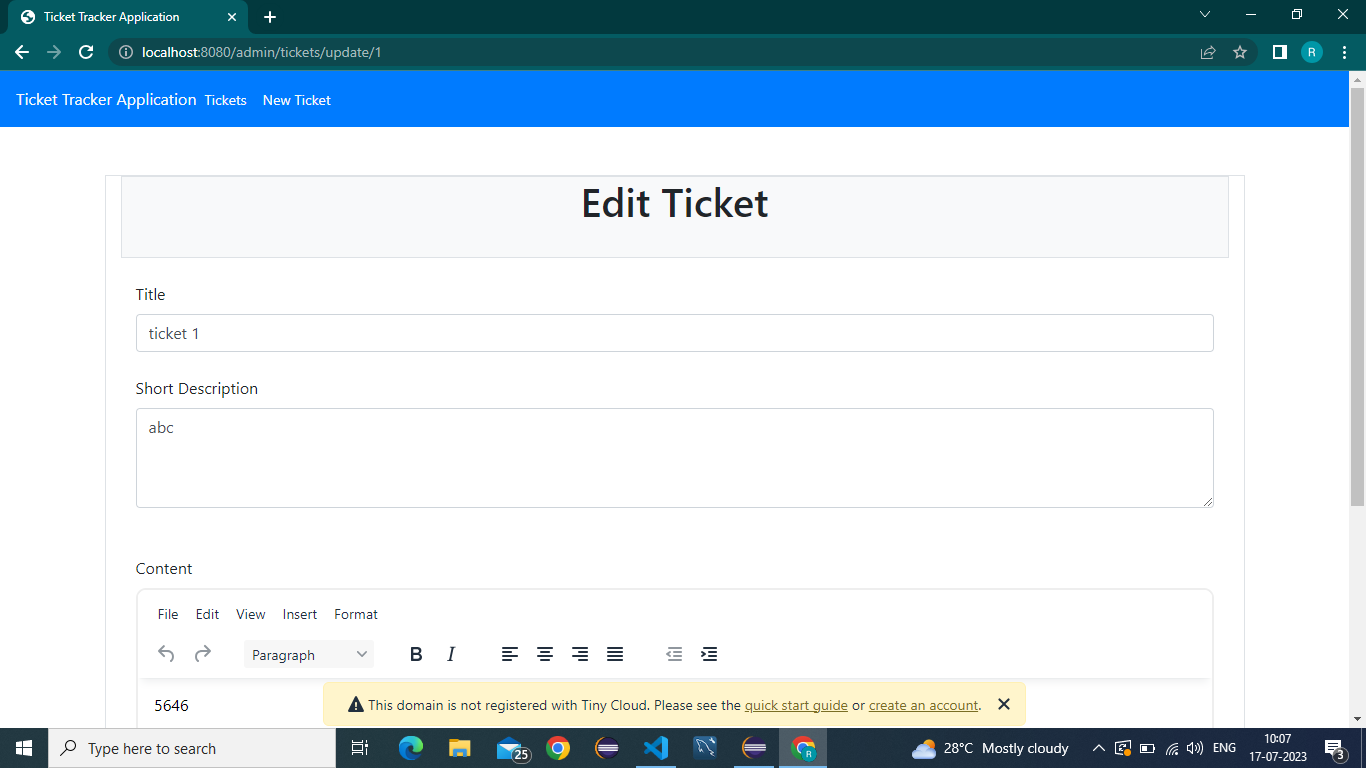 Ticket Tracker Application
localhost:8080/admin/tickets/update/1
R
Ticket Tracker Application Tickets New Ticket
Edit Ticket
Title
ticket 1
Short Description
abc
Content
File Edit View Insert Format
Paragraph B I
5646
This domain is not registered with Tiny Cloud. Please see the quick start guide or create an account.
Type here to search
25
R
28°C Mostly cloudy
ENG
10:07
17-07-2023
3